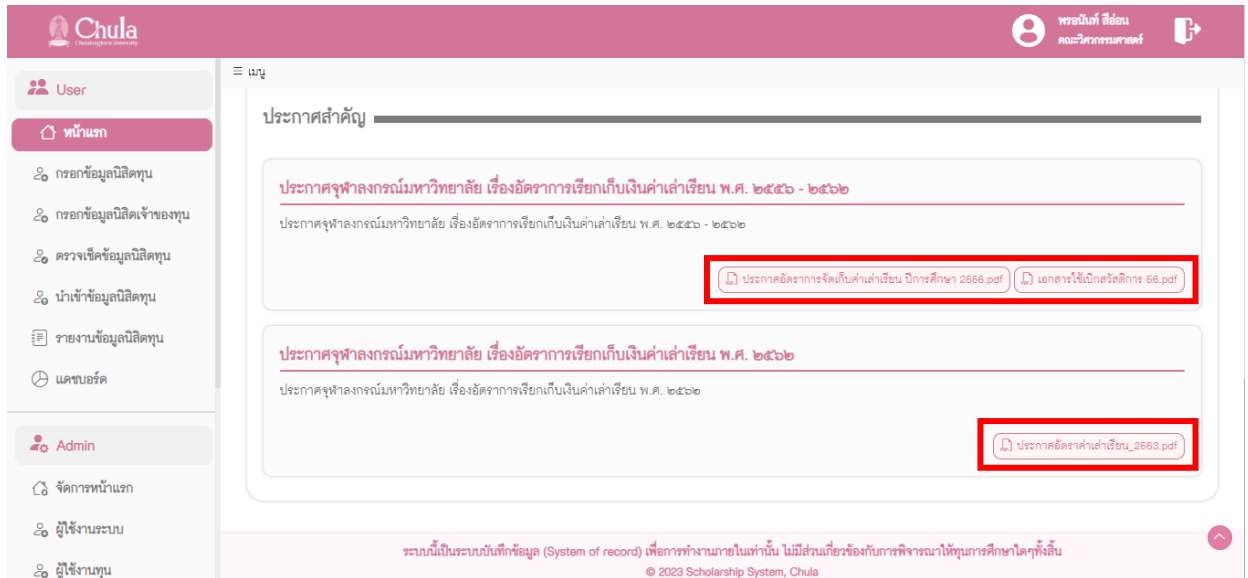 Chula
Chulalongkorn University
พรอนันท์ สีอ่อน
คณะวิศวกรรมศาสตร์
User
หน้าแรก
กรอกข้อมูลนิสิตทุน
กรอกข้อมูลนิสิตเจ้าของทุน
ตรวจเช็คข้อมูลนิสิตทุน
นำเข้าข้อมูลนิสิตทุน
รายงานข้อมูลนิสิตทุน
แดชบอร์ด
Admin
จัดการหน้าแรก
ผู้ใช้งานระบบ
ผู้ใช้งานทุน
≡ เมนู
ประกาศสำคัญ
ประกาศจุฬาลงกรณ์มหาวิทยาลัย เรื่องอัตราการเรียกเก็บเงินค่าเล่าเรียน พ.ศ. ๒๕๕๖ - ๒๕๖๒
ประกาศจุฬาลงกรณ์มหาวิทยาลัย เรื่องอัตราการเรียกเก็บเงินค่าเล่าเรียน พ.ศ. ๒๕๕๖ - ๒๕๖๒
ประกาศอัตราการจัดเก็บค่าเล่าเรียน ปีการศึกษา 2566.pdf เอกสารใช้เบิกสวัสดิการ 66.pdf
ประกาศจุฬาลงกรณ์มหาวิทยาลัย เรื่องอัตราการเรียกเก็บเงินค่าเล่าเรียน พ.ศ. ๒๕๖๒
ประกาศจุฬาลงกรณ์มหาวิทยาลัย เรื่องอัตราการเรียกเก็บเงินค่าเล่าเรียน พ.ศ. ๒๕๖๒
ประกาศอัตราค่าเล่าเรียน_2563.pdf
ระบบนี้เป็นระบบบันทึกข้อมูล (System of record) เพื่อการทำงานภายในเท่านั้น ไม่มีส่วนเกี่ยวข้องกับการพิจารณาให้ทุนการศึกษาใดๆทั้งสิ้น
© 2023 Scholarship System, Chula